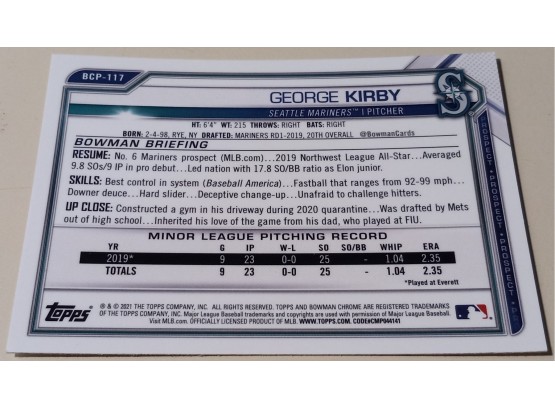 BCP-117
GEORGE KIRBY
SEATTLE MARINERS™ | PITCHER
HT: 6'4" WT: 215 THROWS: RIGHT BATS: RIGHT
BORN: 2-4-98, RYE, NY DRAFTED: MARINERS RD1-2019, 20TH OVERALL @BowmanCards
BOWMAN BRIEFING
RESUME: No. 6 Mariners prospect (MLB.com)...2019 Northwest League All-Star...Averaged
9.8 SOs/9 IP in pro debut...Led nation with 17.8 SO/BB ratio as Elon junior.
SKILLS: Best control in system (Baseball America)...Fastball that ranges from 92-99 mph...
Downer deuce...Hard slider...Deceptive change-up...Unafraid to challenge hitters.
UP CLOSE: Constructed a gym in his driveway during 2020 quarantine...Was drafted by Mets
out of high school...Inherited his love of the game from his dad, who played at FIU.
MINOR LEAGUE PITCHING RECORD
YR G IP W-L SO SO/BB WHIP ERA
2019* 9 23 0-0 25 - 1.04 2.35
TOTALS 9 23 0-0 25 - 1.04 2.35
*Played at Everett
Topps
® & © 2021 THE TOPPS COMPANY, INC. ALL RIGHTS RESERVED. TOPPS AND BOWMAN CHROME ARE REGISTERED TRADEMARKS
OF THE TOPPS COMPANY, INC. Major League Baseball trademarks and copyrights are used with permission of Major League Baseball.
Visit MLB.com. OFFICIALLY LICENSED PRODUCT OF MLB. WWW.TOPPS.COM. CODE#CMP044141
PROSPECT • PROSPECT • PROSPECT